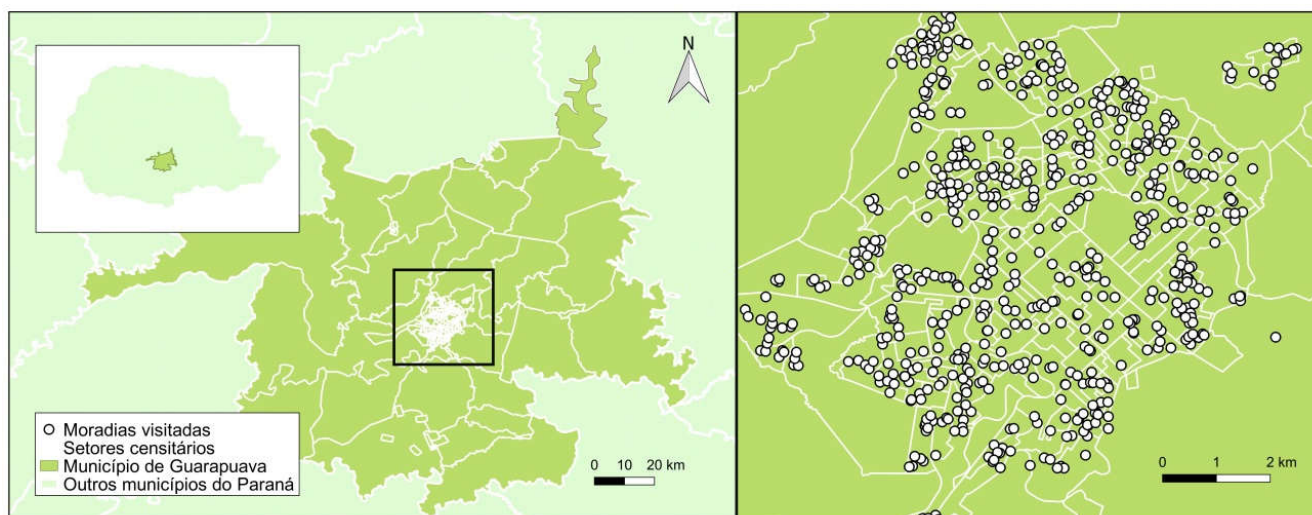 N
Moradias visitadas
Setores censitários
Município de Guarapuava
Outros municípios do Paraná
0 10 20 km
0 1 2 km